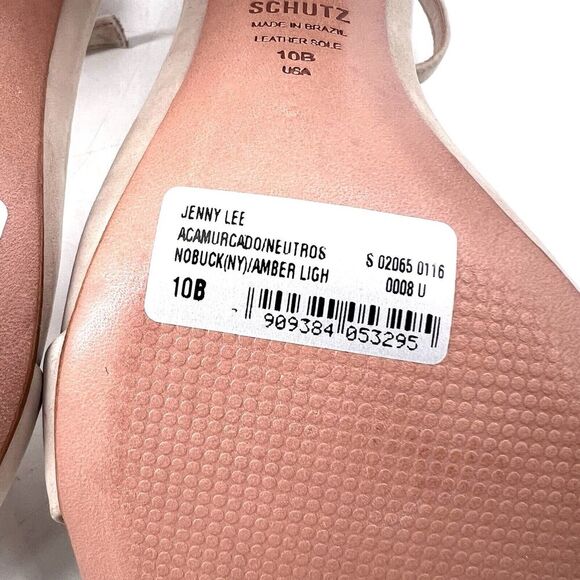 SCHUTZ
MADE IN BRAZIL
LEATHER SOLE
10B
USA
JENNY LEE
ACAMURCADO/NEUTROS
NOBUCK(NY)/AMBER LIGH
10B
S 02065 0116
0008 U
909384 053295